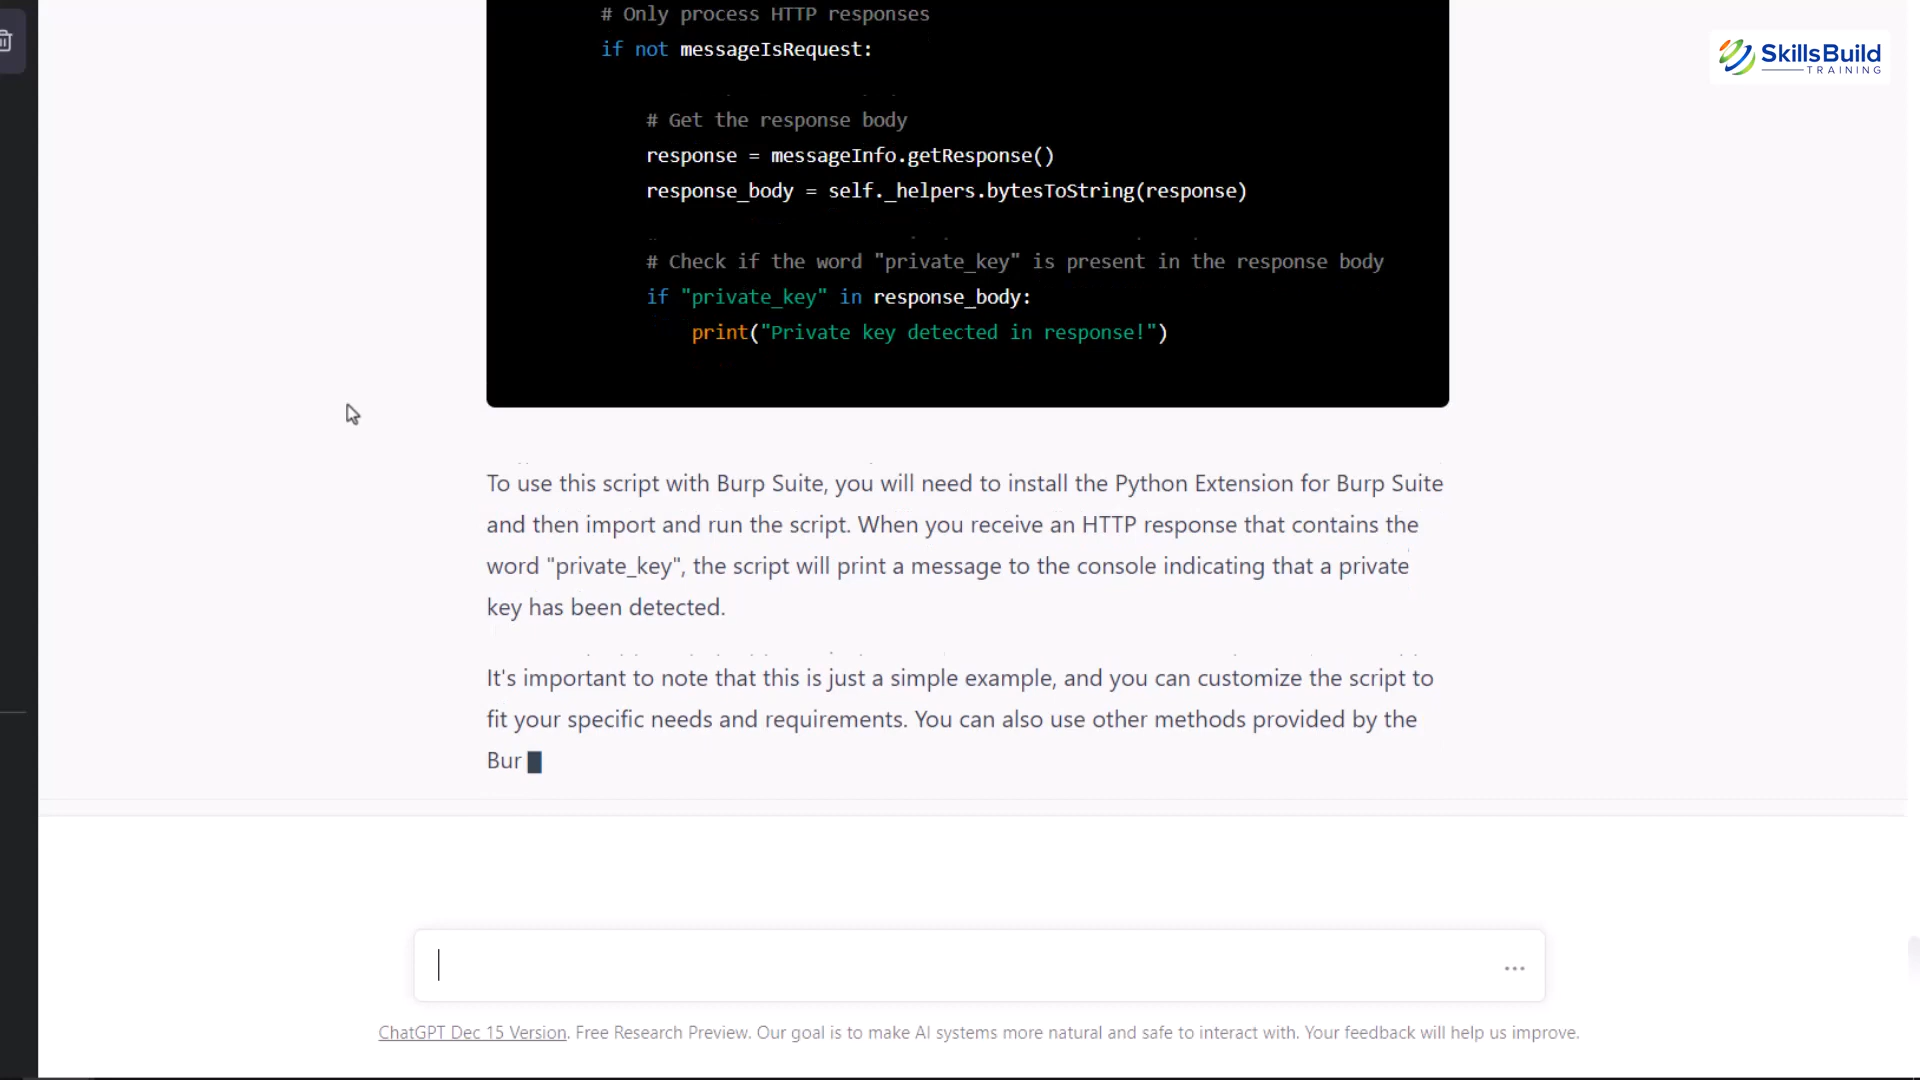 # Only process HTTP responses
if not messageIsRequest:
# Get the response body
response = messageInfo.getResponse()
response_body = self._helpers.bytesToString(response)
# Check if the word "private_key" is present in the response body
if "private_key" in response_body:
print("Private key detected in response!")
SkillsBuild
TRAINING
To use this script with Burp Suite, you will need to install the Python Extension for Burp Suite
and then import and run the script. When you receive an HTTP response that contains the
word "private_key", the script will print a message to the console indicating that a private
key has been detected.
It's important to note that this is just a simple example, and you can customize the script to
fit your specific needs and requirements. You can also use other methods provided by the
Bur
ChatGPT Dec 15 Version. Free Research Preview. Our goal is to make AI systems more natural and safe to interact with. Your feedback will help us improve.